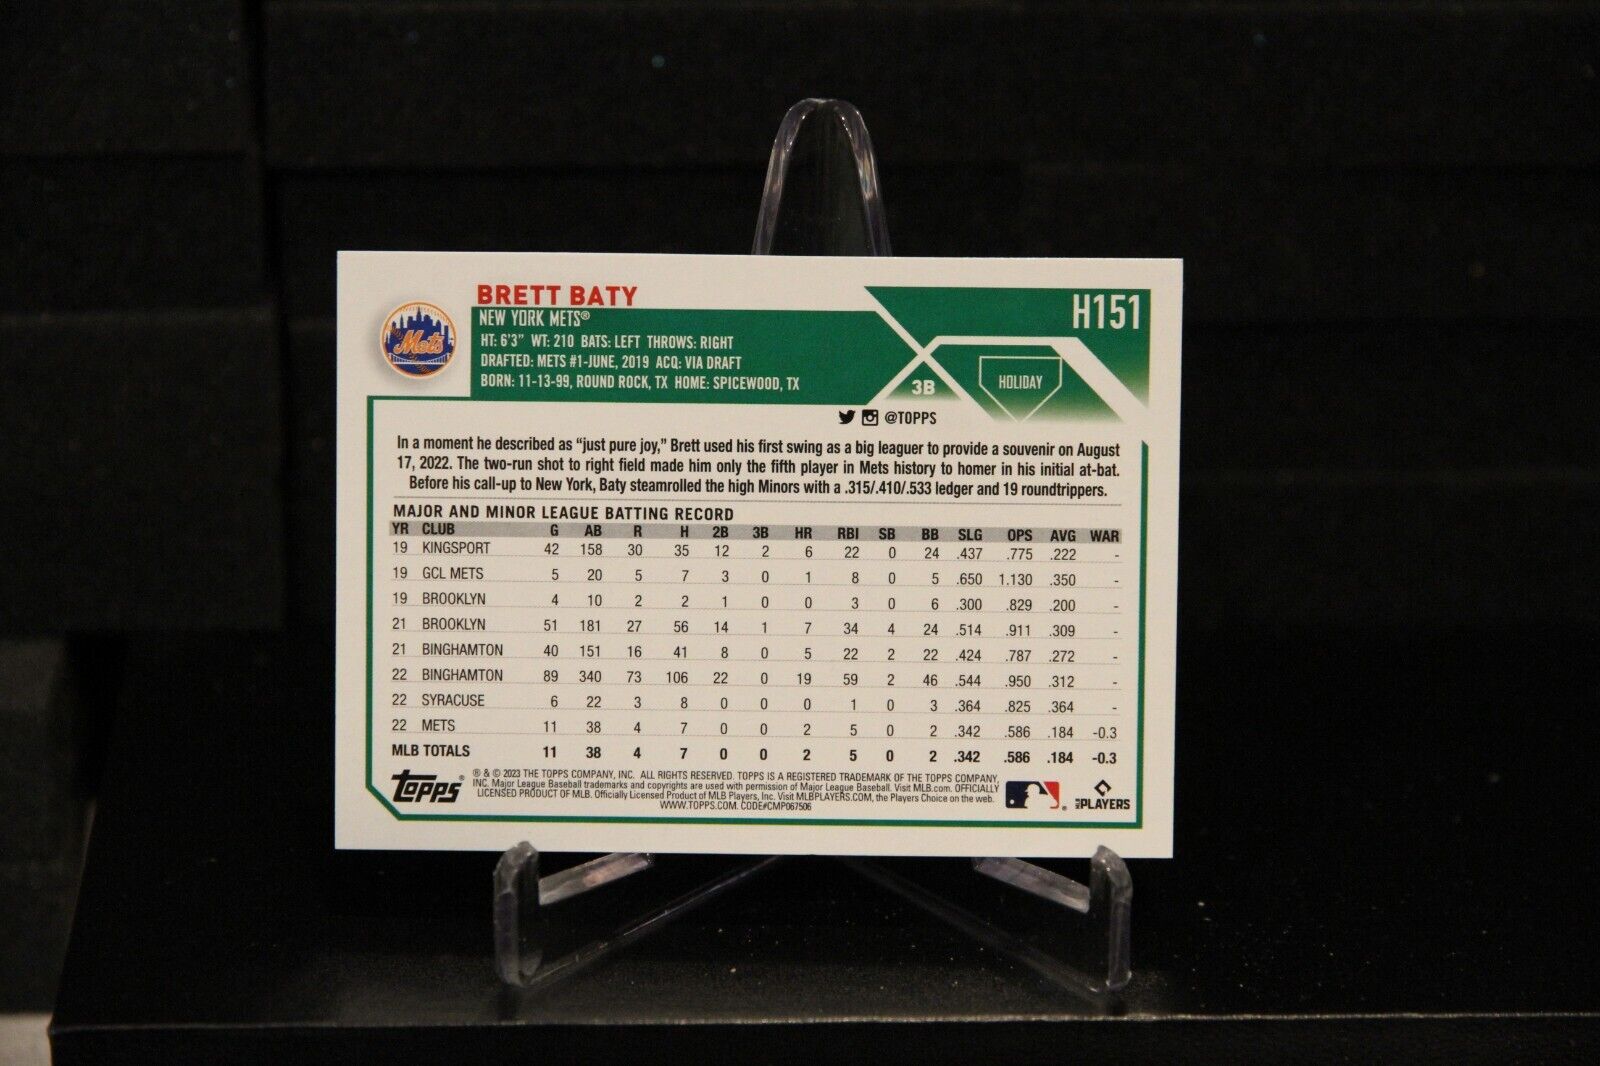 BRETT BATY
H151
NEW YORK METS®
Mets
HT: 6'3" WT: 210 BATS: LEFT THROWS: RIGHT
DRAFTED: METS #1-JUNE, 2019 ACQ: VIA DRAFT
BORN: 11-13-99, ROUND ROCK, TX HOME: SPICEWOOD, TX
3B
HOLIDAY
@TOPPS
In a moment he described as “just pure joy,” Brett used his first swing as a big leaguer to provide a souvenir on August
17, 2022. The two-run shot to right field made him only the fifth player in Mets history to homer in his initial at-bat.
Before his call-up to New York, Baty steamrolled the high Minors with a .315/.410/.533 ledger and 19 roundtrippers.
MAJOR AND MINOR LEAGUE BATTING RECORD
YR CLUB G AB R H 2B 3B HR RBI SB BB SLG OPS AVG WAR
19 KINGSPORT 42 158 30 35 12 2 6 22 0 24 .437 .775 .222 -
19 GCL METS 5 20 5 7 3 0 1 8 0 5 .650 1.130 .350 -
19 BROOKLYN 4 10 2 2 1 0 0 3 0 6 .300 .829 .200 -
21 BROOKLYN 51 181 27 56 14 1 7 34 4 24 .514 .911 .309 -
21 BINGHAMTON 40 151 16 41 8 0 5 22 2 22 .424 .787 .272 -
22 BINGHAMTON 89 340 73 106 22 0 19 59 2 46 .544 .950 .312 -
22 SYRACUSE 6 22 3 8 0 0 0 1 0 3 .364 .825 .364 -
22 METS 11 38 4 7 0 0 2 5 0 2 .342 .586 .184 -0.3
MLB TOTALS 11 38 4 7 0 0 2 5 0 2 .342 .586 .184 -0.3
TOPPS®
® & © 2023 THE TOPPS COMPANY, INC. ALL RIGHTS RESERVED. TOPPS IS A REGISTERED TRADEMARK OF THE TOPPS COMPANY,
INC. Major League Baseball trademarks and copyrights are used with permission of Major League Baseball. Visit MLB.com. OFFICIALLY
LICENSED PRODUCT OF MLB. Officially Licensed Product of MLB Players, Inc. Visit MLBPLAYERS.COM, the Players Choice on the web.
WWW.TOPPS.COM. CODE#CMP067506
PLAYERS